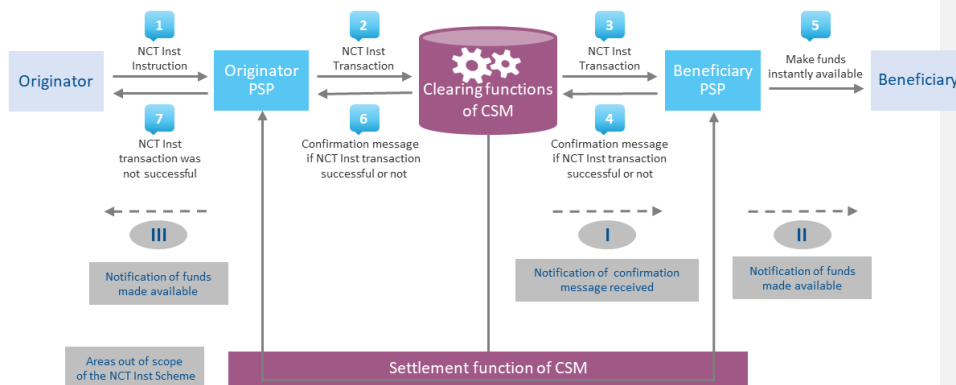 1
2
3
5
NCT Inst
Instruction
NCT Inst
Transaction
NCT Inst
Transaction
Make funds
instantly available
Originator
Originator
PSP
Clearing functions
of CSM
Beneficiary
PSP
Beneficiary
7
6
4
NCT Inst
transaction was
not successful
Confirmation message
if NCT Inst transaction
successful or not
Confirmation message
if NCT Inst transaction
successful or not
III
I
II
Notification of funds
made available
Notification of confirmation
message received
Notification of funds
made available
Areas out of scope
of the NCT Inst Scheme
Settlement function of CSM